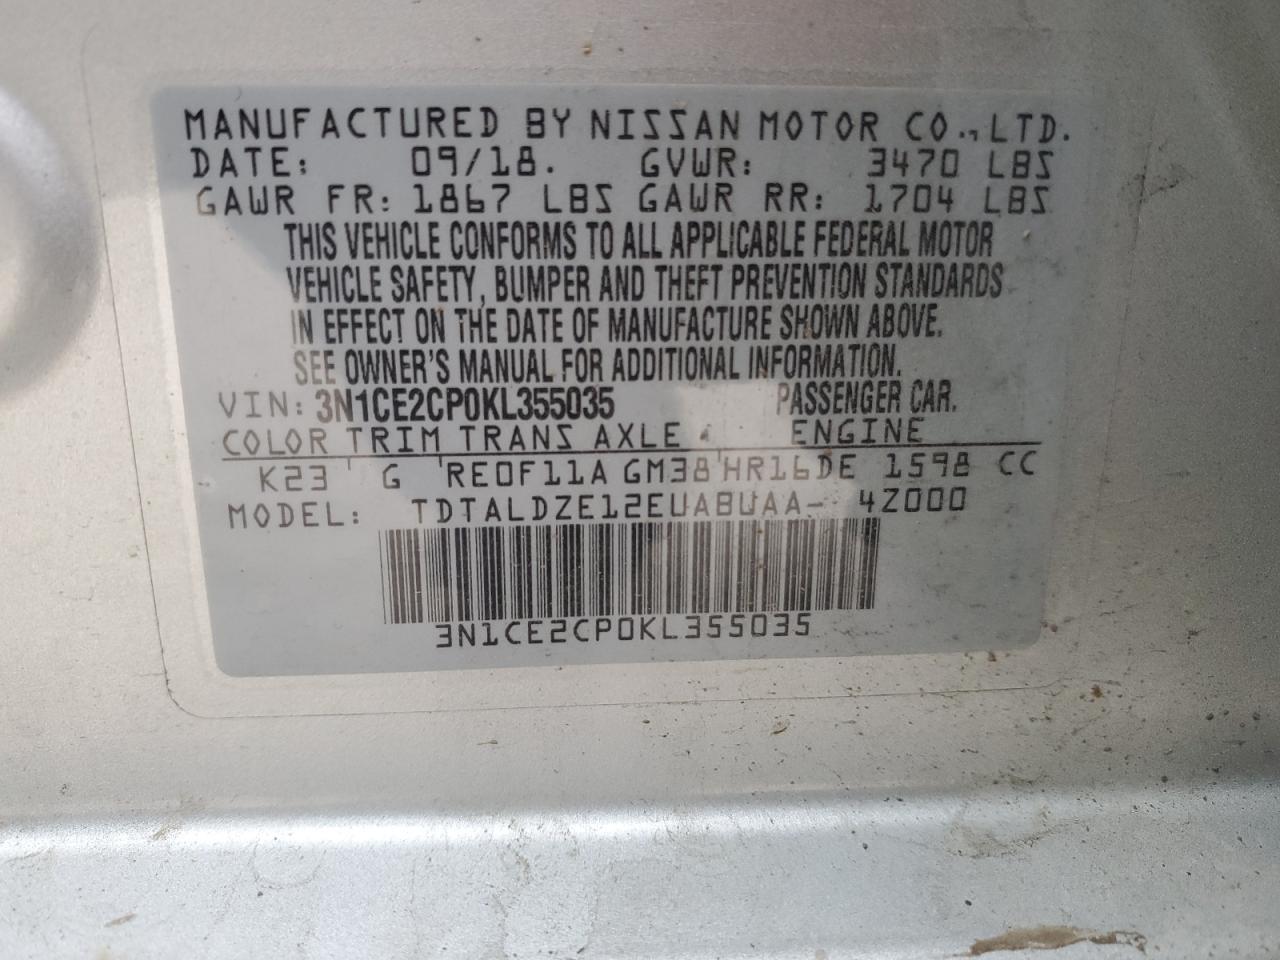 MANUFACTURED BY NISSAN MOTOR CO., LTD.
DATE: 09/18. GVWR: 3470 LBS
GAWR FR: 1867 LBS GAWR RR: 1704 LBS
THIS VEHICLE CONFORMS TO ALL APPLICABLE FEDERAL MOTOR
VEHICLE SAFETY, BUMPER AND THEFT PREVENTION STANDARDS
IN EFFECT ON THE DATE OF MANUFACTURE SHOWN ABOVE.
SEE OWNER'S MANUAL FOR ADDITIONAL INFORMATION.
VIN: 3N1CE2CP0KL355035 PASSENGER CAR.
COLOR TRIM TRANS AXLE ENGINE
K23 G RE0F11A GM38 HR16DE 1598 CC
MODEL: TDTALDZE12EUABUAA- 4Z000
3N1CE2CP0KL355035